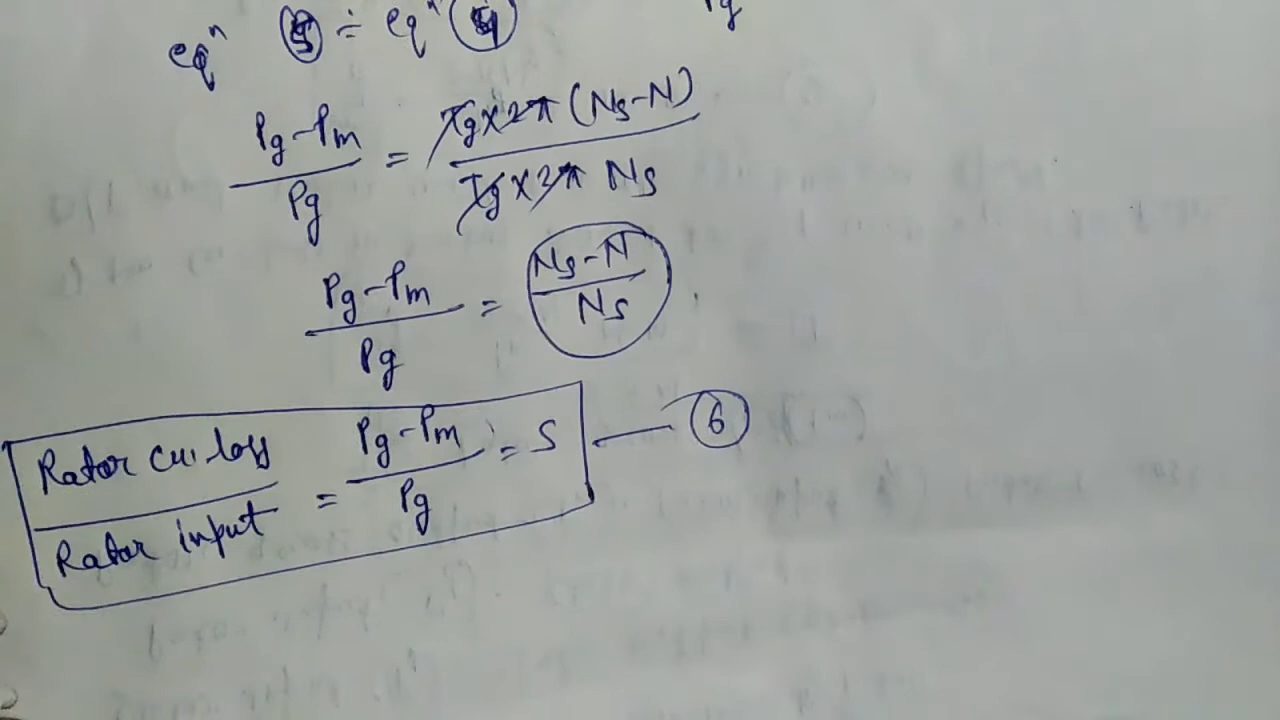 eqⁿ ⑤ ÷ eqⁿ ④
Pg
Pg-Pm / Pg = Tg×2π(Ns-N) / Tg×2π Ns
Pg-Pm / Pg = Ns-N / Ns
Rotor cu. loss / Rotor input = Pg-Pm / Pg = S — ⑥